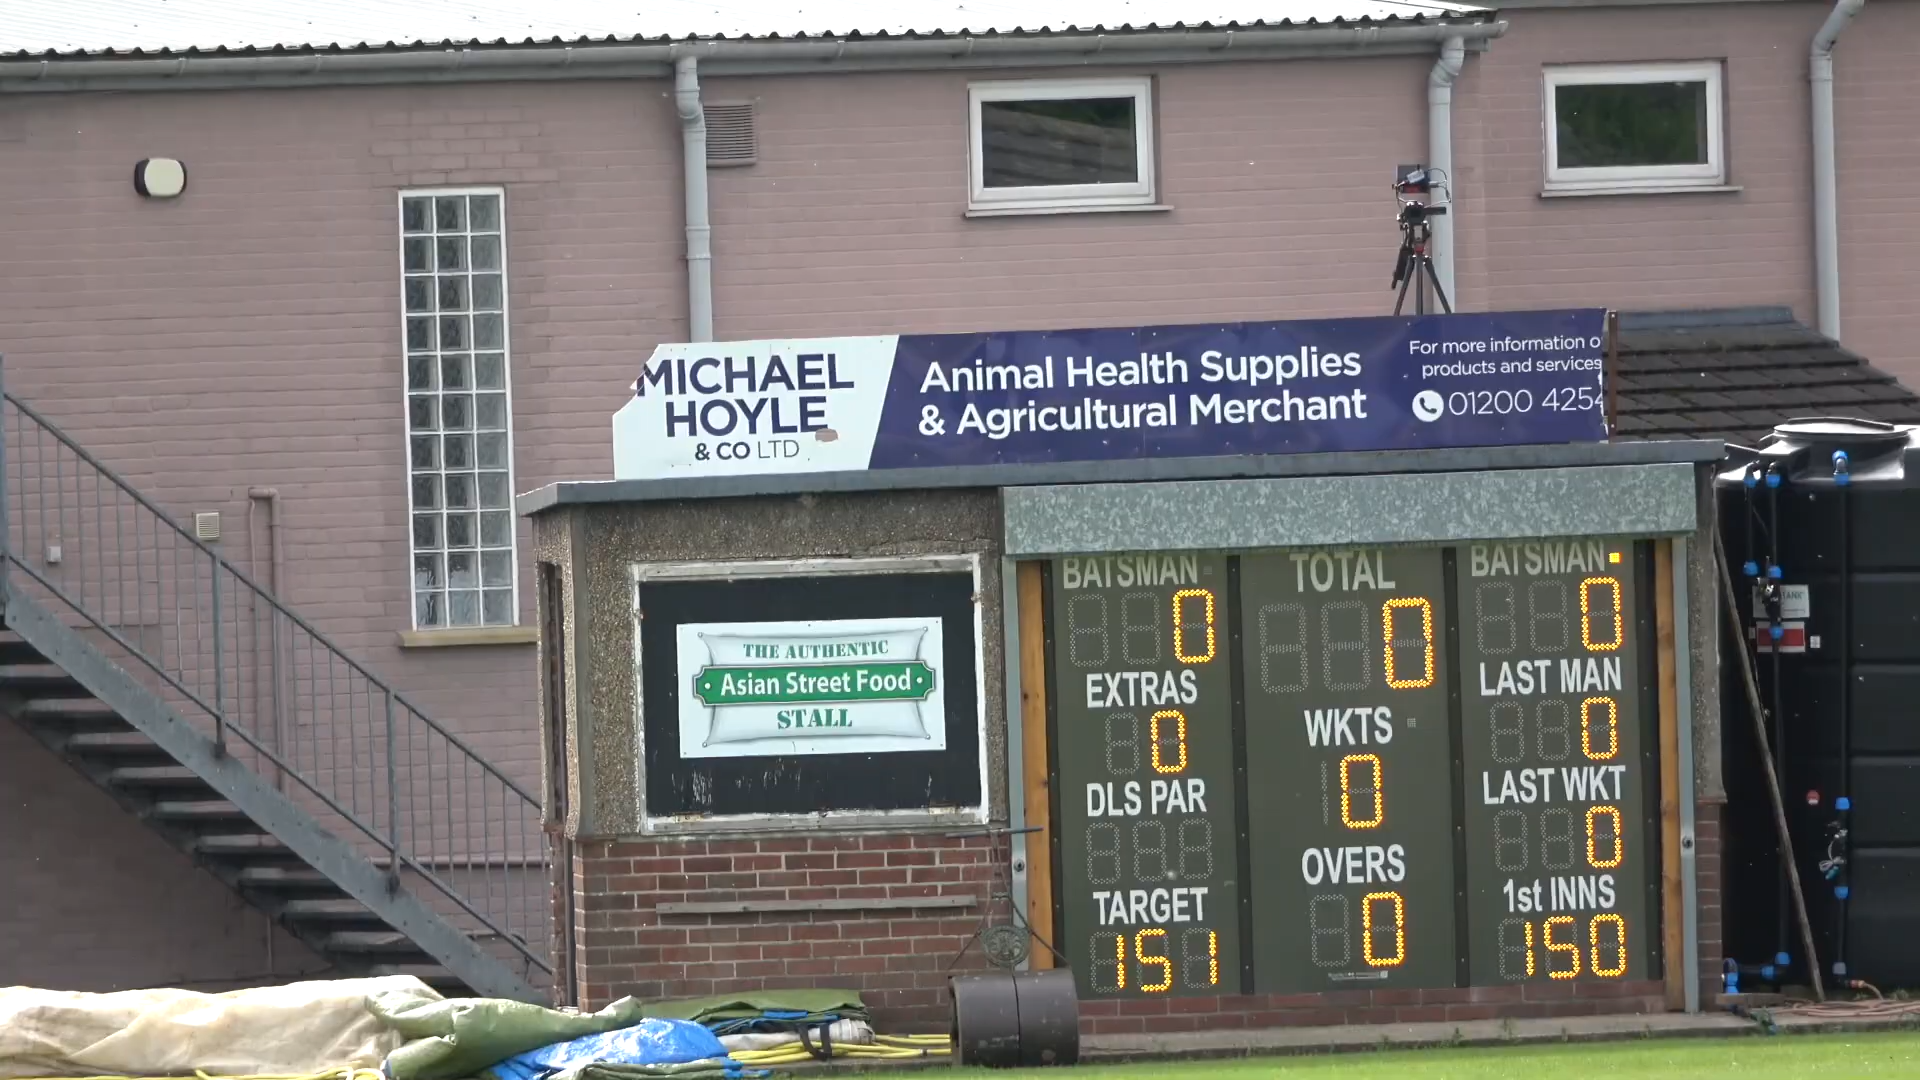 MICHAEL
HOYLE
& CO LTD
Animal Health Supplies
& Agricultural Merchant
For more information o
products and services
01200 4254
THE AUTHENTIC
• Asian Street Food •
STALL
BATSMAN
0
EXTRAS
0
DLS PAR
TARGET
151
TOTAL
0
WKTS
0
OVERS
0
BATSMAN
0
LAST MAN
0
LAST WKT
0
1st INNS
150